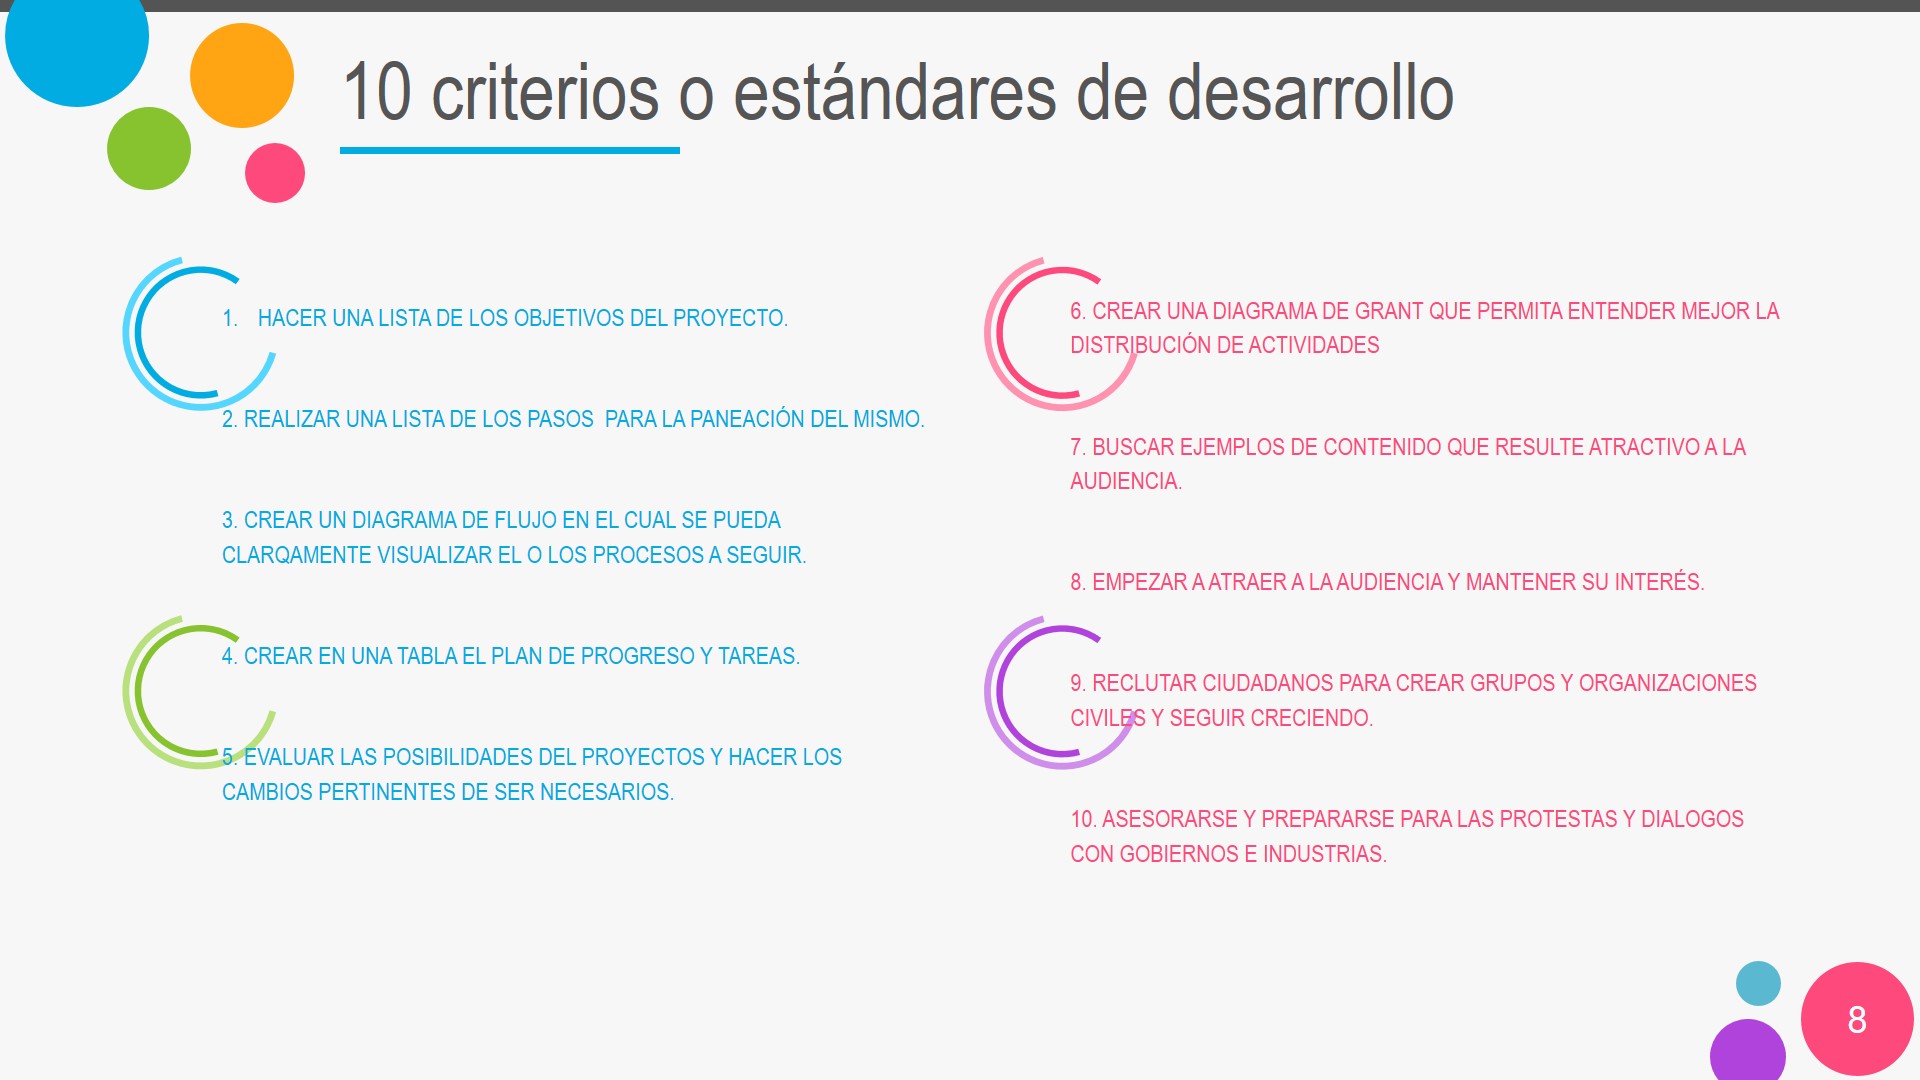 10 criterios o estándares de desarrollo
1. HACER UNA LISTA DE LOS OBJETIVOS DEL PROYECTO.
2. REALIZAR UNA LISTA DE LOS PASOS  PARA LA PANEACIÓN DEL MISMO.
3. CREAR UN DIAGRAMA DE FLUJO EN EL CUAL SE PUEDA
CLARQAMENTE VISUALIZAR EL O LOS PROCESOS A SEGUIR.
4. CREAR EN UNA TABLA EL PLAN DE PROGRESO Y TAREAS.
5. EVALUAR LAS POSIBILIDADES DEL PROYECTOS Y HACER LOS
CAMBIOS PERTINENTES DE SER NECESARIOS.
6. CREAR UNA DIAGRAMA DE GRANT QUE PERMITA ENTENDER MEJOR LA
DISTRIBUCIÓN DE ACTIVIDADES
7. BUSCAR EJEMPLOS DE CONTENIDO QUE RESULTE ATRACTIVO A LA
AUDIENCIA.
8. EMPEZAR A ATRAER A LA AUDIENCIA Y MANTENER SU INTERÉS.
9. RECLUTAR CIUDADANOS PARA CREAR GRUPOS Y ORGANIZACIONES
CIVILES Y SEGUIR CRECIENDO.
10. ASESORARSE Y PREPARARSE PARA LAS PROTESTAS Y DIALOGOS
CON GOBIERNOS E INDUSTRIAS.
8